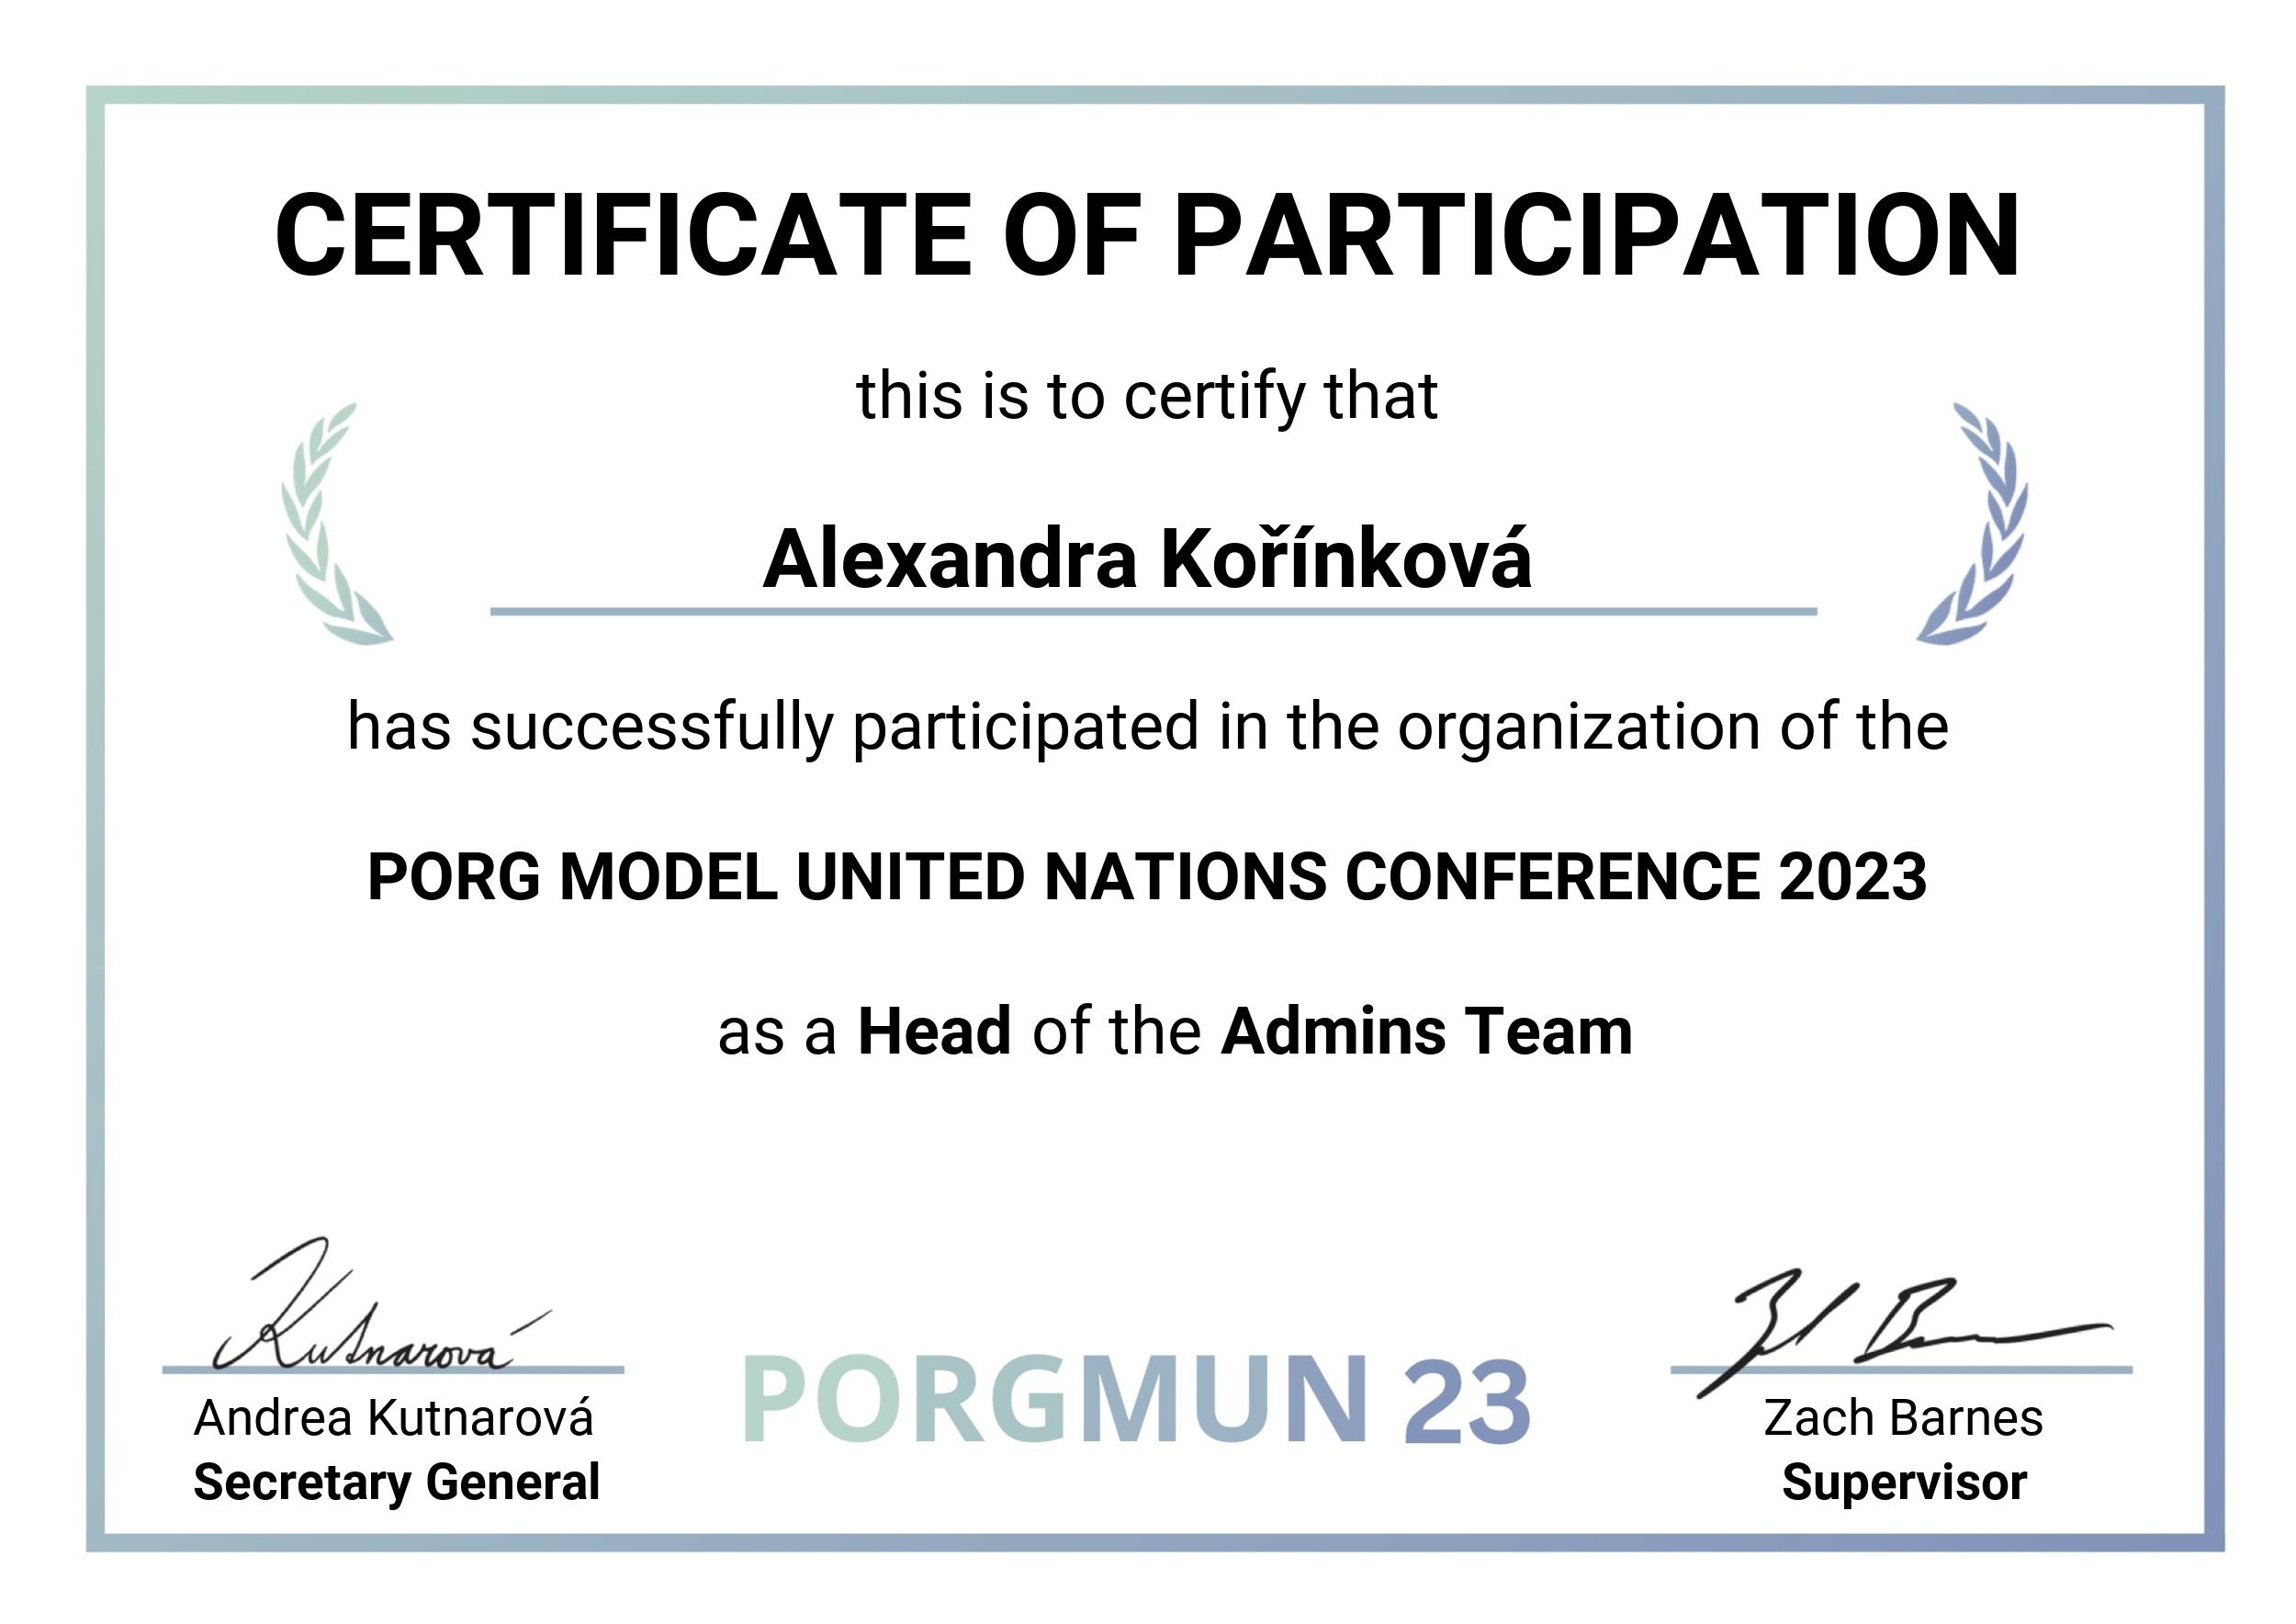 CERTIFICATE OF PARTICIPATION
this is to certify that
Alexandra Kořínková
has successfully participated in the organization of the
PORG MODEL UNITED NATIONS CONFERENCE 2023
as a Head of the Admins Team
Kutnarová
Andrea Kutnarová
Secretary General
PORGMUN 23
Zach Barnes
Supervisor